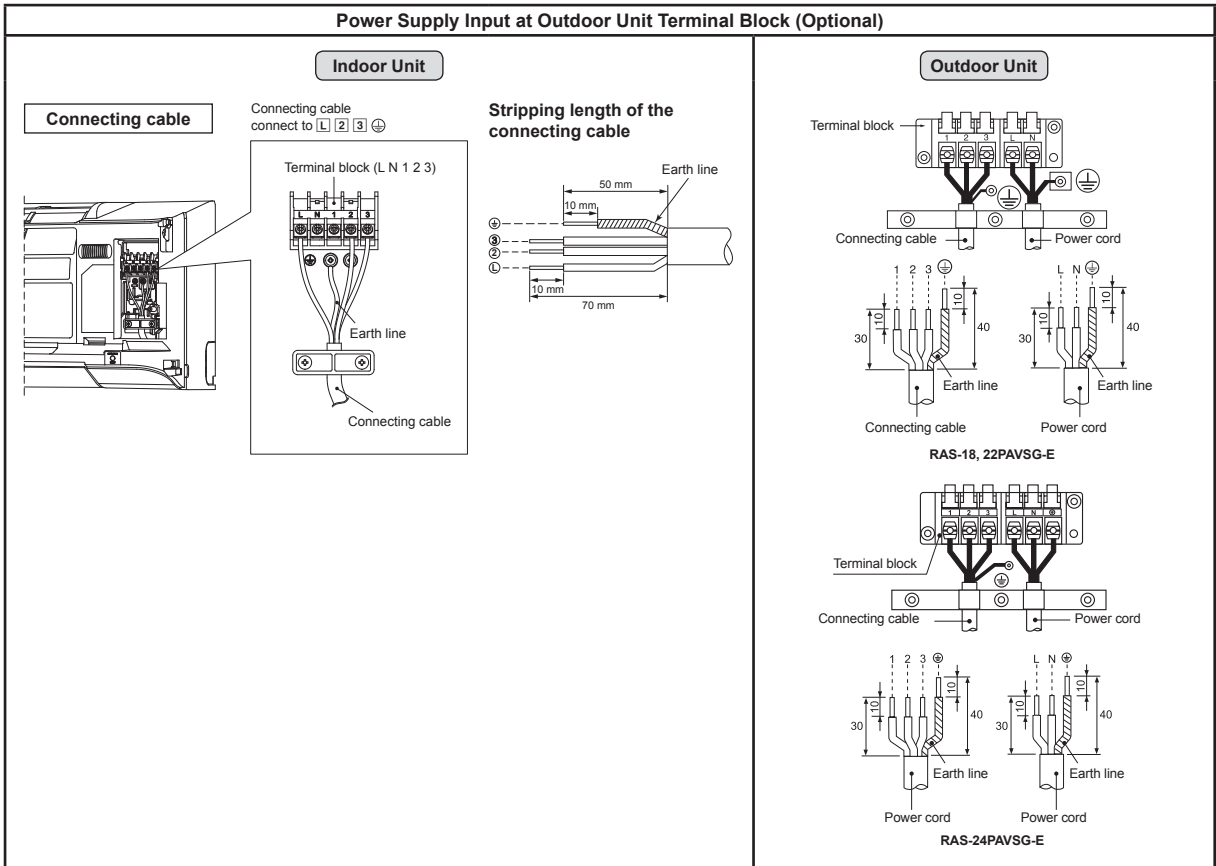 Power Supply Input at Outdoor Unit Terminal Block (Optional)
Indoor Unit
Connecting cable
Connecting cable
connect to L 2 3 ⏚
Terminal block (L N 1 2 3)
L N 1 2 3
Earth line
Connecting cable
Stripping length of the
connecting cable
Earth line
50 mm
10 mm
⏚
③
②
Ⓛ
10 mm
70 mm
Outdoor Unit
Terminal block
1 2 3 L N
⏚ ⏚
Connecting cable
Power cord
1 2 3 ⏚
10
10
30
40
Earth line
Connecting cable
L N ⏚
10
10
30
40
Earth line
Power cord
RAS-18, 22PAVSG-E
1 2 3 L N ⏚
Terminal block
⏚
Connecting cable
Power cord
1 2 3 ⏚
10
10
30
40
Earth line
Power cord
L N ⏚
10
10
30
40
Earth line
Power cord
RAS-24PAVSG-E